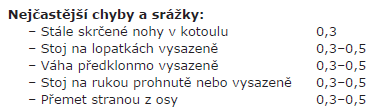 Nejčastější chyby a srážky:
– Stále skrčené nohy v kotoulu 0,3
– Stoj na lopatkách vysazeně 0,3–0,5
– Váha předklonmo vysazeně 0,3–0,5
– Stoj na rukou prohnutě nebo vysazeně 0,3–0,5
– Přemet stranou z osy 0,3–0,5